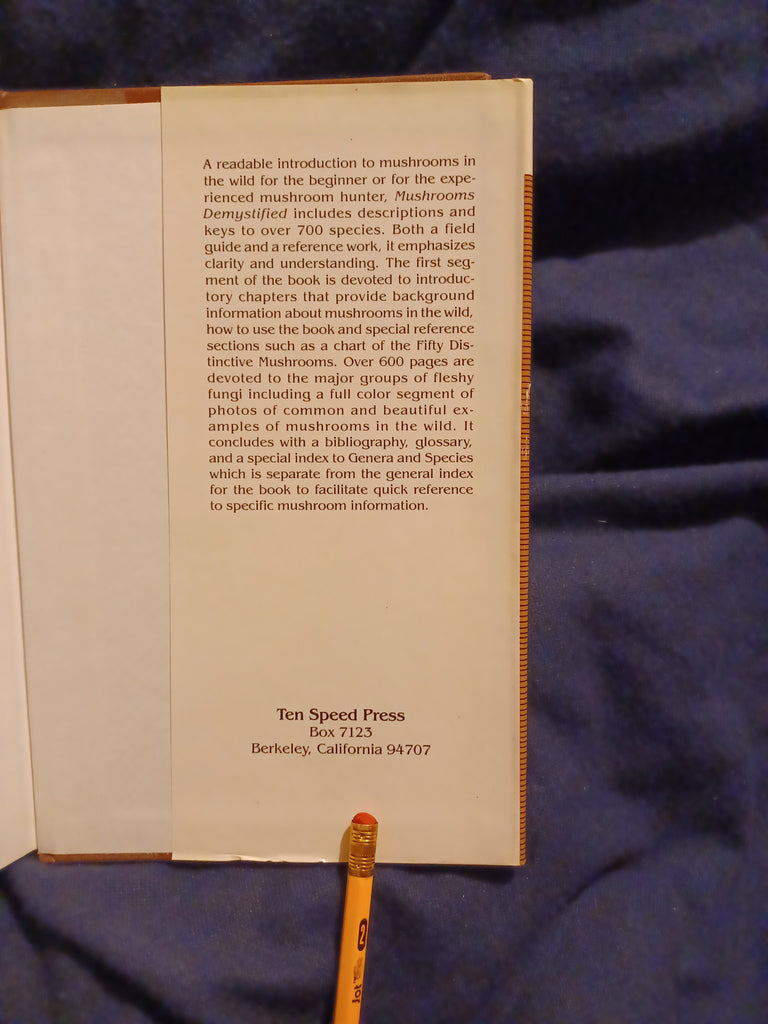 A readable introduction to mushrooms in
the wild for the beginner or for the expe-
rienced mushroom hunter, Mushrooms
Demystified includes descriptions and
keys to over 700 species. Both a field
guide and a reference work, it emphasizes
clarity and understanding. The first seg-
ment of the book is devoted to introduc-
tory chapters that provide background
information about mushrooms in the wild,
how to use the book and special reference
sections such as a chart of the Fifty Dis-
tinctive Mushrooms. Over 600 pages are
devoted to the major groups of fleshy
fungi including a full color segment of
photos of common and beautiful ex-
amples of mushrooms in the wild. It
concludes with a bibliography, glossary,
and a special index to Genera and Species
which is separate from the general index
for the book to facilitate quick reference
to specific mushroom information.
Ten Speed Press
Box 7123
Berkeley, California 94707
Jot 2